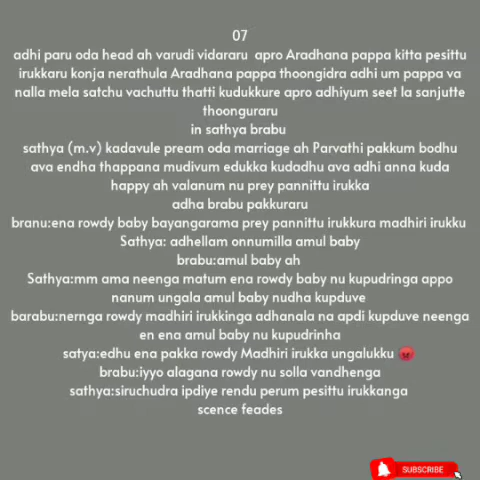 07
adhi paru oda head ah varudi vidararu apro Aradhana pappa kitta pesittu
irukkaru konja nerathula Aradhana pappa thoongidra adhi um pappa va
nalla mela satchu vachuttu thatti kudukkure apro adhiyum seet la sanjutte
thoonguraru
in sathya brabu
sathya (m.v) kadavule pream oda marriage ah Parvathi pakkum bodhu
ava endha thappana mudivum edukka kudadhu ava adhi anna kuda
happy ah valanum nu prey pannittu irukka
adha brabu pakkuraru
branu:ena rowdy baby bayangarama prey pannittu irukkura madhiri irukku
Sathya: adhellam onnumilla amul baby
brabu:amul baby ah
Sathya:mm ama neenga matum ena rowdy baby nu kupudringa appo
nanum ungala amul baby nudha kupduve
barabu:nernga rowdy madhiri irukkinga adhanala na apdi kupduve neenga
en ena amul baby nu kupudrinha
satya:edhu ena pakka rowdy Madhiri irukka ungalukku 😡
brabu:iyyo alagana rowdy nu solla vandhenga
sathya:siruchudra ipdiye rendu perum pesittu irukkanga
scence feades
SUBSCRIBE